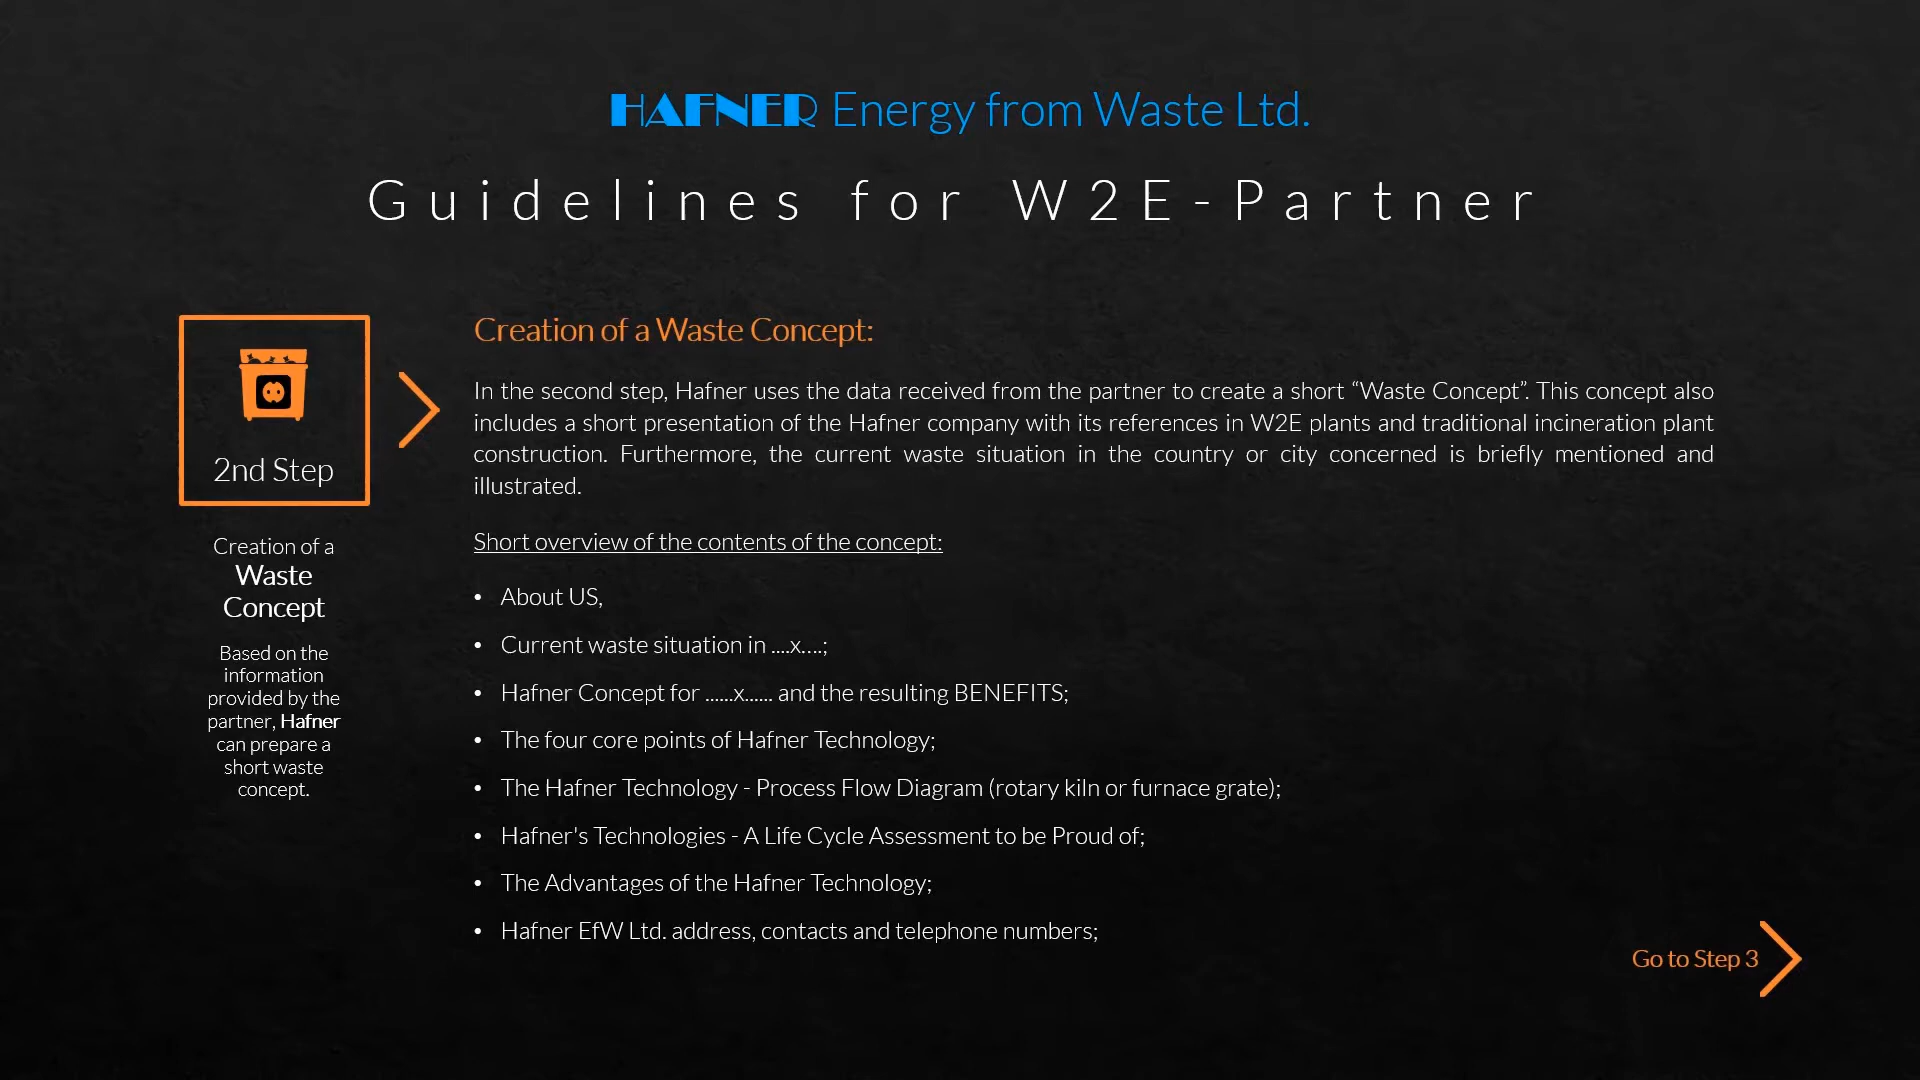 HAFNER Energy from Waste Ltd.
Guidelines for W2E-Partner
2nd Step
Creation of a
Waste
Concept
Based on the
information
provided by the
partner, Hafner
can prepare a
short waste
concept.
Creation of a Waste Concept:
In the second step, Hafner uses the data received from the partner to create a short “Waste Concept”. This concept also
includes a short presentation of the Hafner company with its references in W2E plants and traditional incineration plant
construction. Furthermore, the current waste situation in the country or city concerned is briefly mentioned and
illustrated.
Short overview of the contents of the concept:
• About US,
• Current waste situation in ....x....;
• Hafner Concept for ......x...... and the resulting BENEFITS;
• The four core points of Hafner Technology;
• The Hafner Technology - Process Flow Diagram (rotary kiln or furnace grate);
• Hafner's Technologies - A Life Cycle Assessment to be Proud of;
• The Advantages of the Hafner Technology;
• Hafner EfW Ltd. address, contacts and telephone numbers;
Go to Step 3